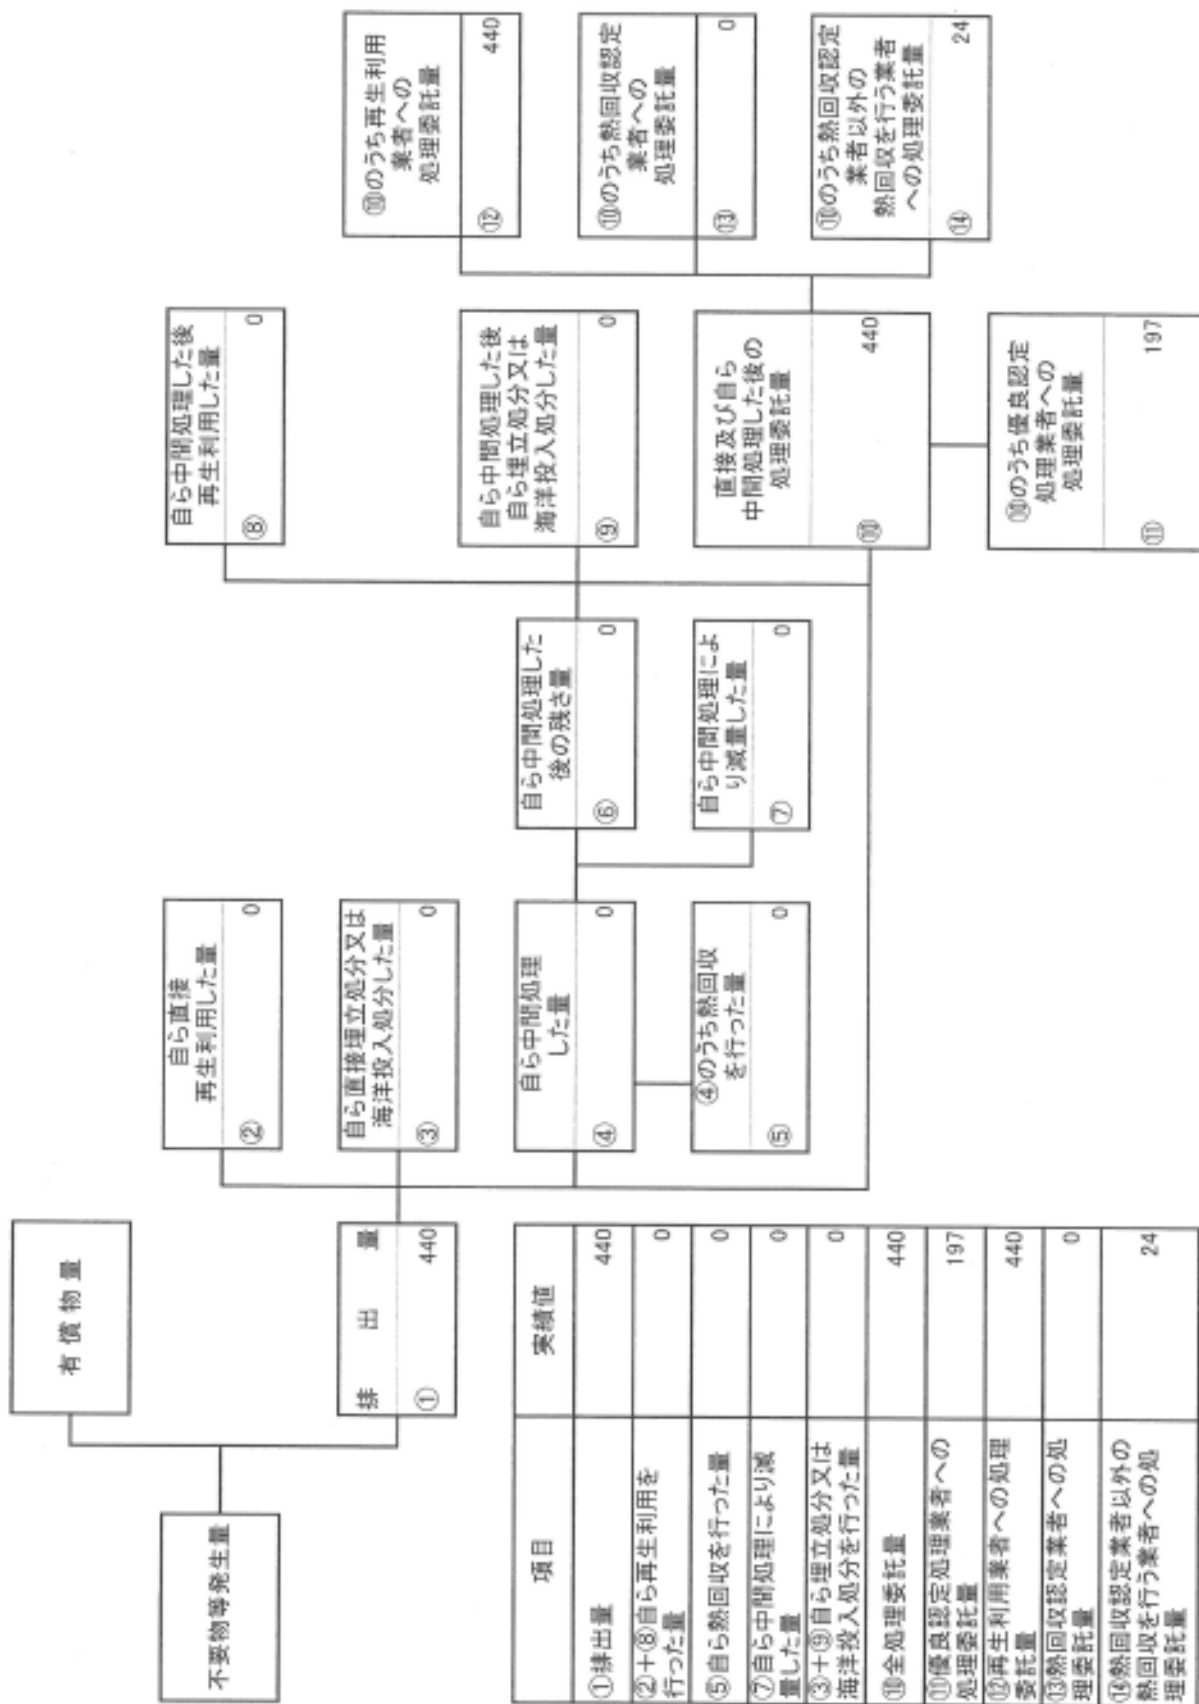 不要物等発生量
有償物量
排出量
① 440
自ら直接
再生利用した量
② 0
自ら直接埋立処分又は
海洋投入処分した量
③ 0
自ら中間処理
した量
④ 0
④のうち熱回収
を行った量
⑤ 0
自ら中間処理した
後の残さ量
⑥ 0
自ら中間処理によ
り減量した量
⑦ 0
自ら中間処理した後
再生利用した量
⑧ 0
自ら中間処理した後
自ら埋立処分又は
海洋投入処分した量
⑨ 0
直接及び自ら
中間処理した後の
処理委託量
⑩ 440
⑩のうち優良認定
処理業者への
処理委託量
⑪ 197
⑩のうち再生利用
業者への
処理委託量
⑫ 440
⑩のうち熱回収認定
業者への
処理委託量
⑬ 0
⑩のうち熱回収認定
業者以外の
熱回収を行う業者
への処理委託量
⑭ 24
項目 実績値
①排出量 440
②+⑧自ら再生利用を
行った量 0
⑤自ら熱回収を行った量 0
⑦自ら中間処理により減
量した量 0
③+⑨自ら埋立処分又は
海洋投入処分を行った量 0
⑩全処理委託量 440
⑪優良認定処理業者への
処理委託量 197
⑫再生利用業者への処理
委託量 440
⑬熱回収認定業者への処
理委託量 0
⑭熱回収認定業者以外の
熱回収を行う業者への処
理委託量 24